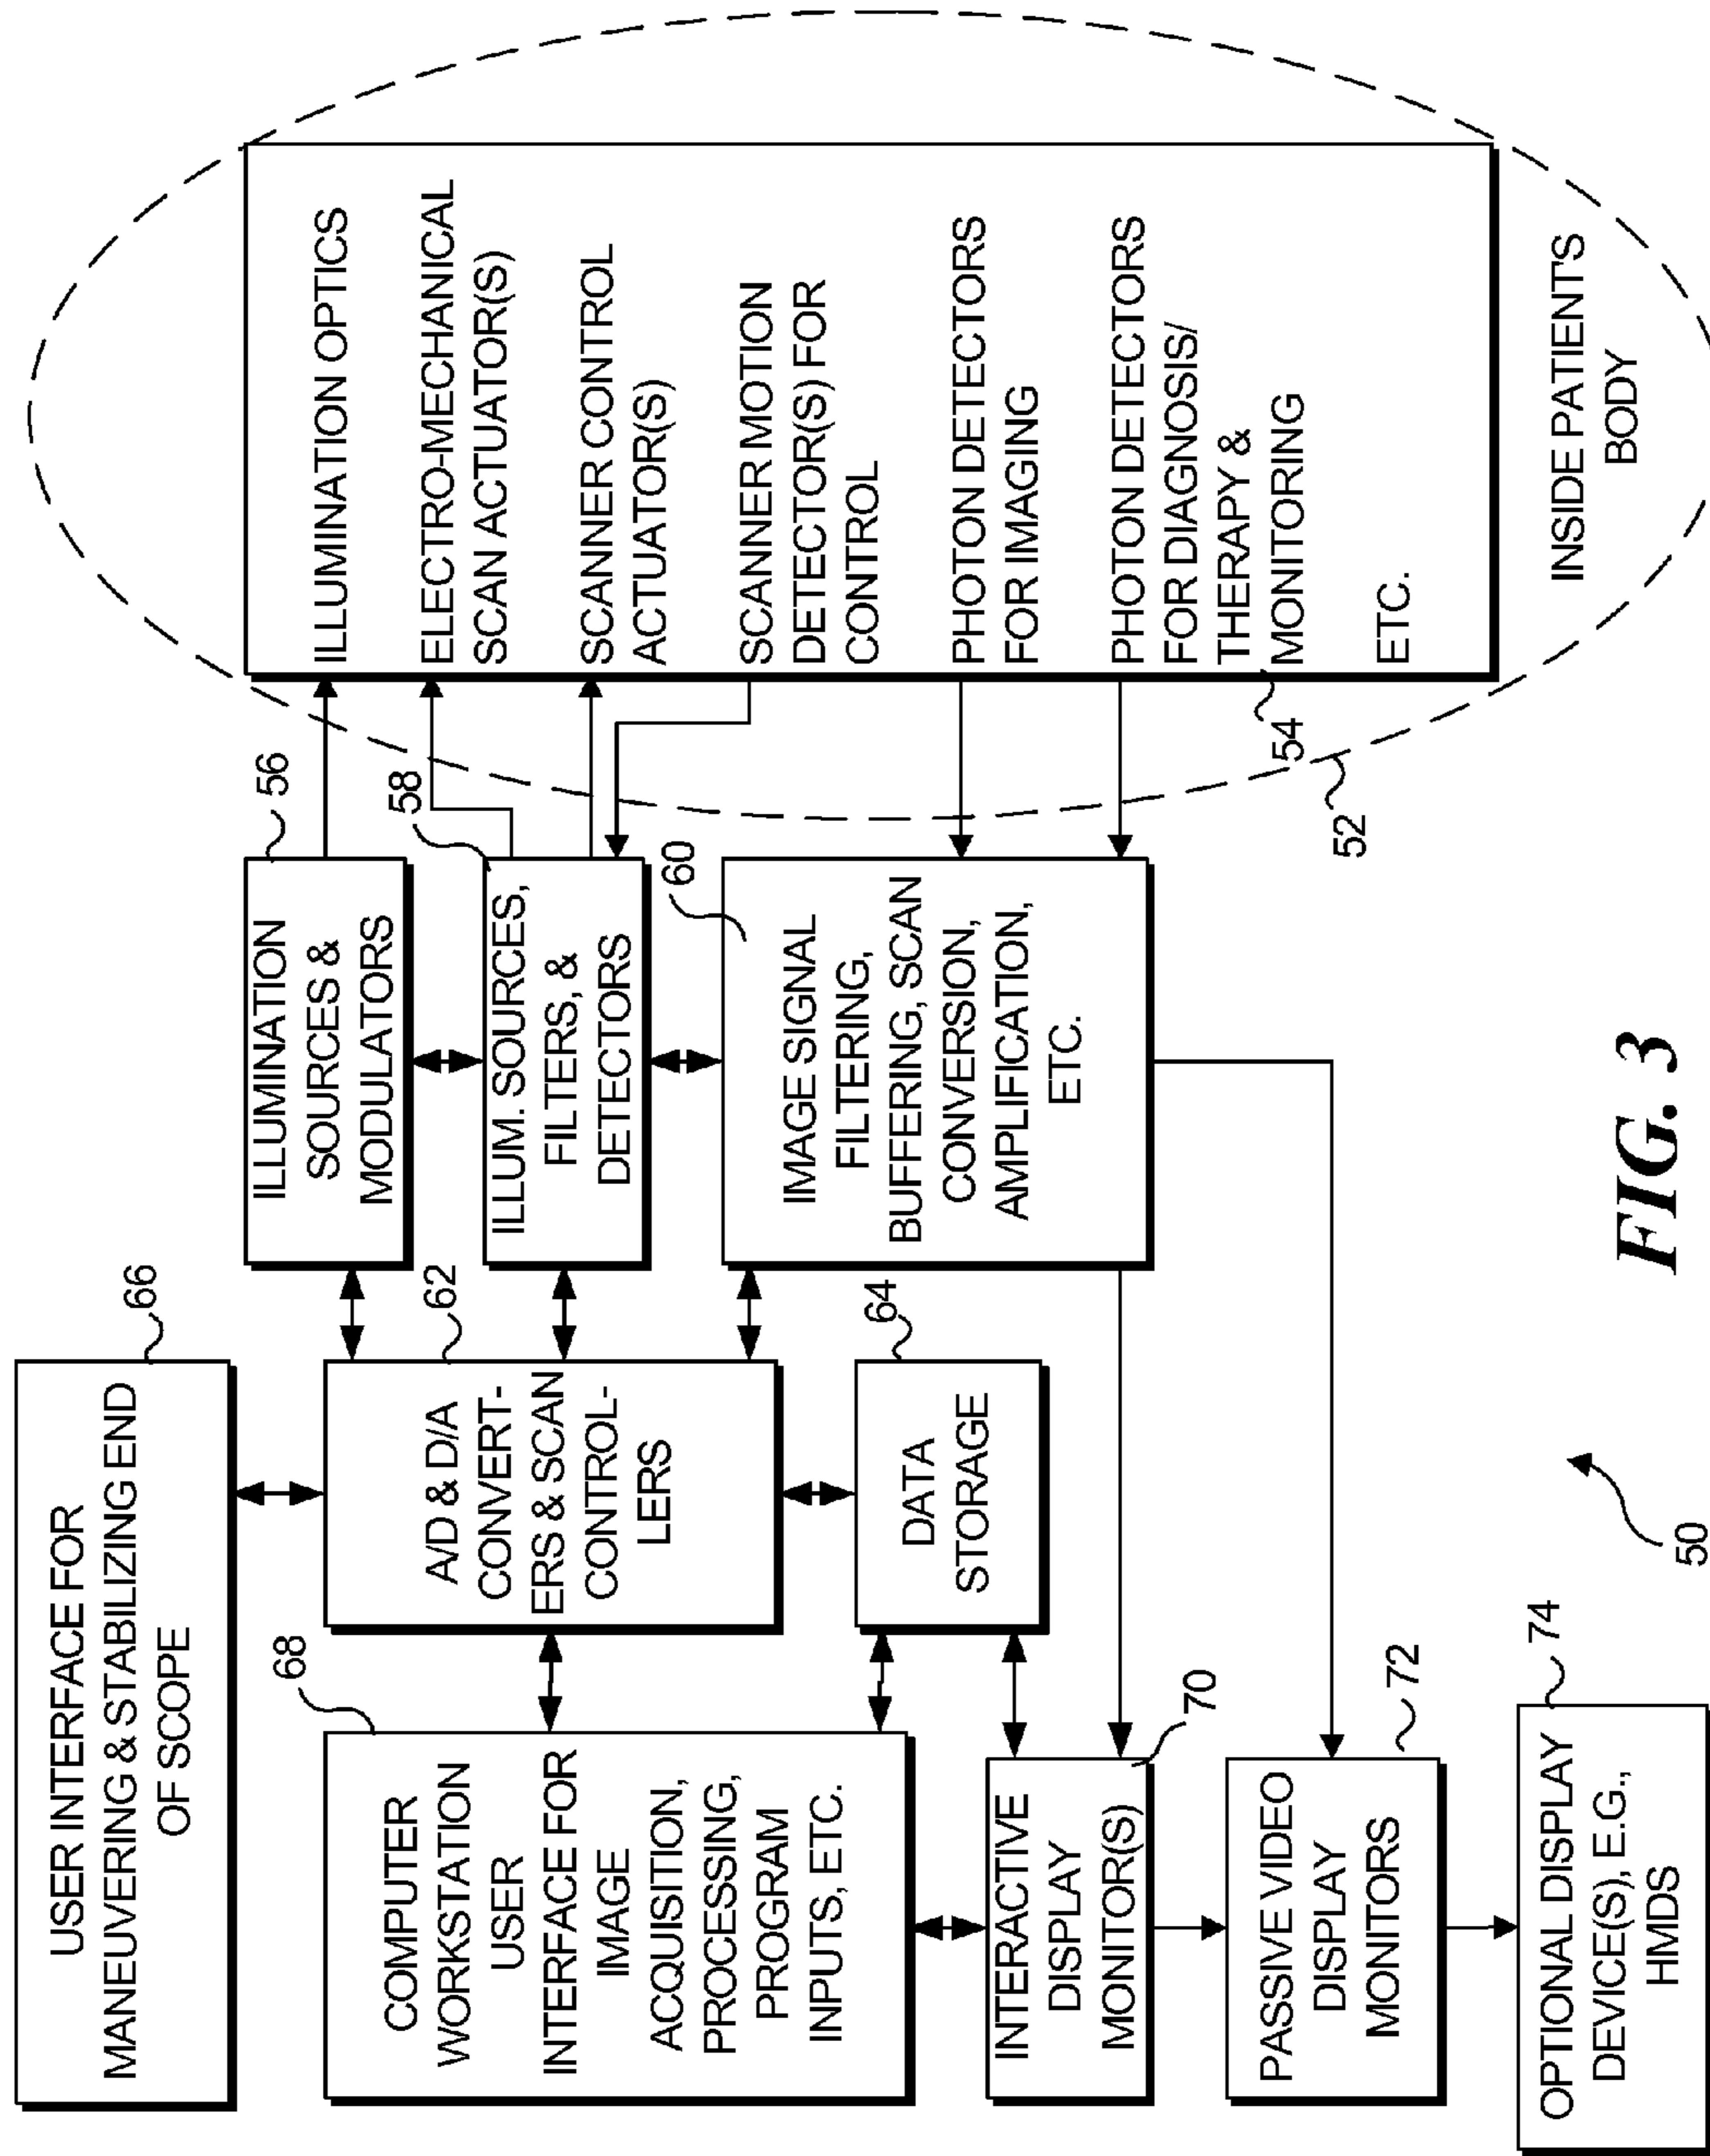 USER INTERFACE FOR
MANEUVERING & STABILIZING END
OF SCOPE
66
68
COMPUTER
WORKSTATION
USER
INTERFACE FOR
IMAGE
ACQUISITION,
PROCESSING,
PROGRAM
INPUTS, ETC.
A/D & D/A
CONVERT-
ERS & SCAN
CONTROL-
LERS
62
DATA
STORAGE
64
ILLUMINATION
SOURCES &
MODULATORS
56
ILLUM. SOURCES,
FILTERS, &
DETECTORS
58
IMAGE SIGNAL
FILTERING,
BUFFERING, SCAN
CONVERSION,
AMPLIFICATION,
ETC.
60
ILLUMINATION OPTICS
ELECTRO-MECHANICAL
SCAN ACTUATOR(S)
SCANNER CONTROL
ACTUATOR(S)
SCANNER MOTION
DETECTOR(S) FOR
CONTROL
PHOTON DETECTORS
FOR IMAGING
PHOTON DETECTORS
FOR DIAGNOSIS/
THERAPY &
MONITORING
ETC.
54
52
INSIDE PATIENTS
BODY
INTERACTIVE
DISPLAY
MONITOR(S)
70
PASSIVE VIDEO
DISPLAY
MONITORS
72
OPTIONAL DISPLAY
DEVICE(S), E.G.,
HMDS
74
50
FIG. 3